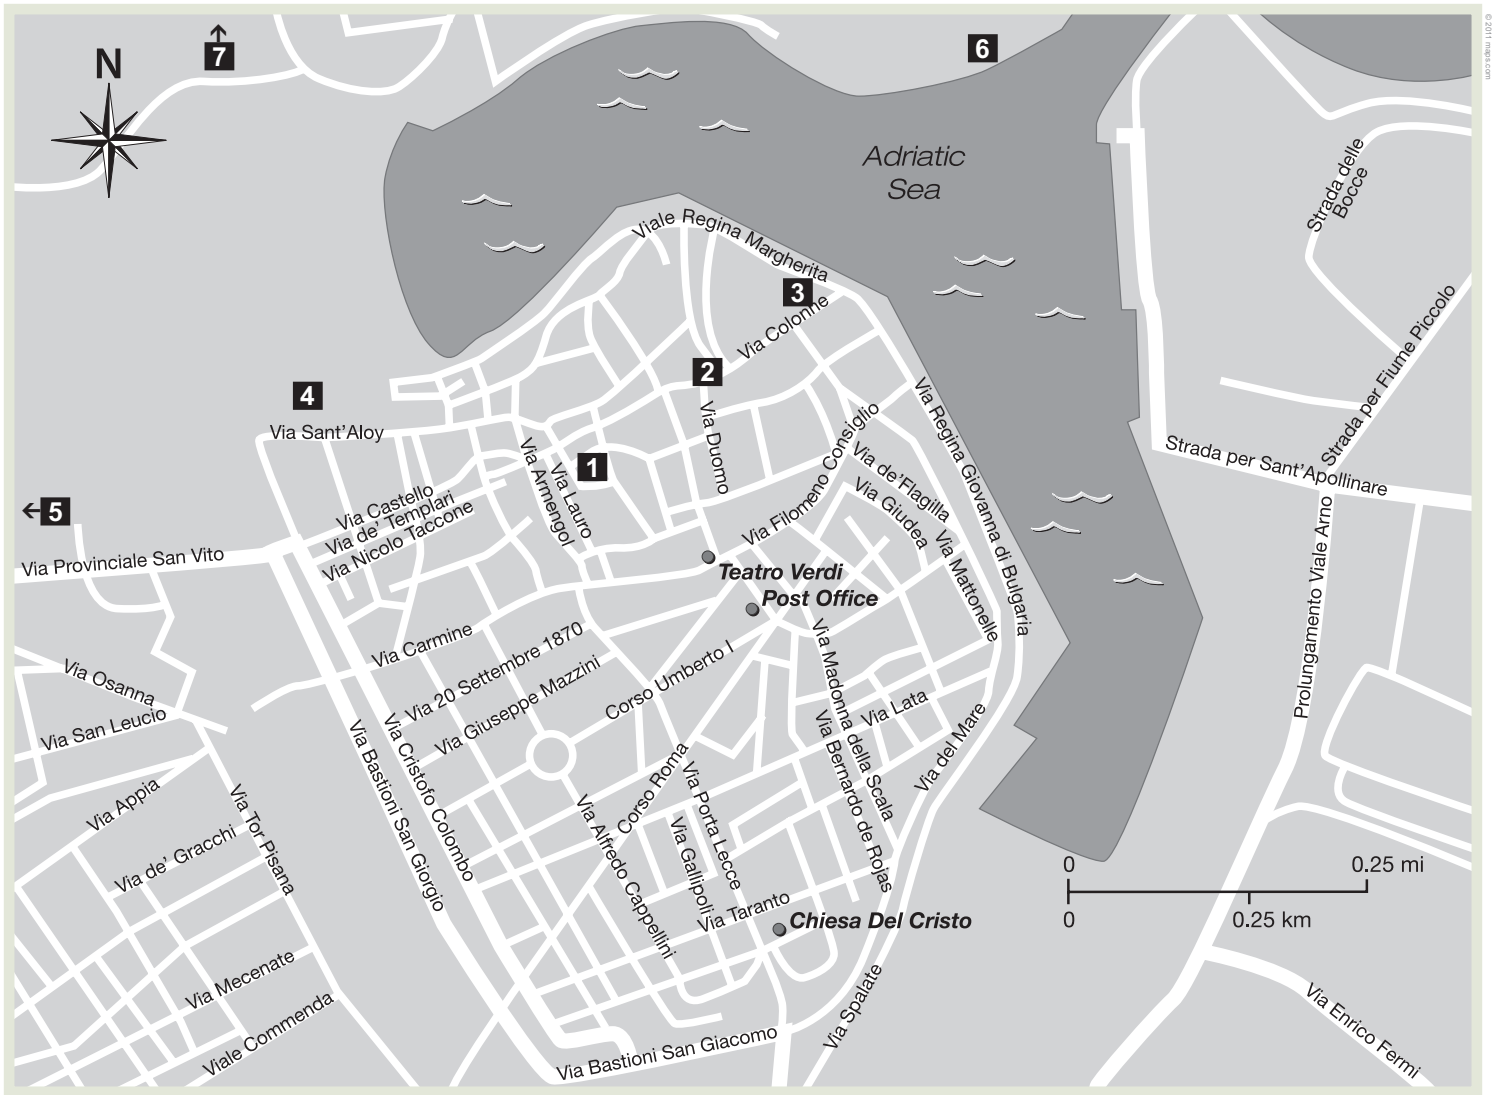 © 2011 maps.com
7
N
6
Adriatic
Sea
Strada delle
Bocce
Viale Regina Margherita
3
Via Colonne
2
Strada per Fiume Piccolo
4
Via Sant'Aloy
Via Duomo
Via Filomeno Consiglio
Via Regina Giovanna di Bulgaria
Strada per Sant'Apollinare
1
Via Armengol
Via Lauro
Via de'Flagilla
Via Giudea
Via Castello
Via de' Templari
Via Nicolo Taccone
5
Via Provinciale San Vito
Via Mattonelle
Teatro Verdi
Post Office
Prolungamento Viale Arno
Via Carmine
Via 20 Settembre 1870
Via Giuseppe Mazzini
Corso Umberto I
Via Madonna della Scala
Via Osanna
Via San Leucio
Via Lata
Via Bernardo de Rojas
Via del Mare
Via Bastioni San Giorgio
Via Cristofo Colombo
Corso Roma
Via Porta Lecce
Via Appia
Via Tor Pisana
Via de' Gracchi
Via Alfredo Cappellini
Via Gallipoli
Via Taranto
Chiesa Del Cristo
0 0.25 mi
0 0.25 km
Via Mecenate
Viale Commenda
Via Bastioni San Giacomo
Via Spalate
Via Enrico Fermi